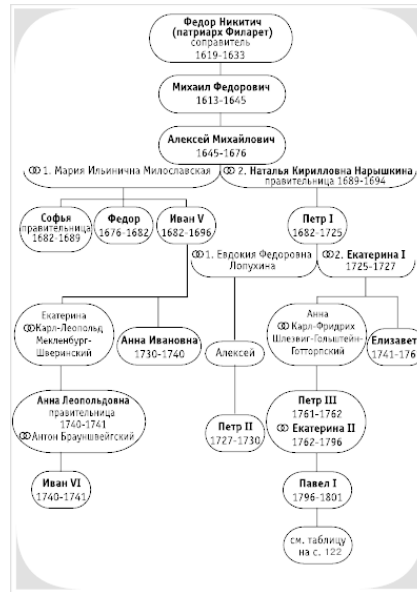 Федор Никитич
(патриарх Филарет)
соправитель
1619-1633
Михаил Федорович
1613-1645
Алексей Михайлович
1645-1676
1. Мария Ильинична Милославская
2. Наталья Кирилловна Нарышкина
правительница 1689-1694
Софья
правительница
1682-1689
Федор
1676-1682
Иван V
1682-1696
Петр I
1682-1725
1. Евдокия Федоровна
Лопухина
2. Екатерина I
1725-1727
Екатерина
Карл-Леопольд
Мекленбург-
Шверинский
Анна Ивановна
1730-1740
Алексей
Анна
Карл-Фридрих
Шлезвиг-Гольштейн-
Готторпский
Елизавет
1741-176
Анна Леопольдовна
правительница
1740-1741
Антон Брауншвейгский
Петр II
1727-1730
Петр III
1761-1762
Екатерина II
1762-1796
Иван VI
1740-1741
Павел I
1796-1801
см. таблицу
на с. 122